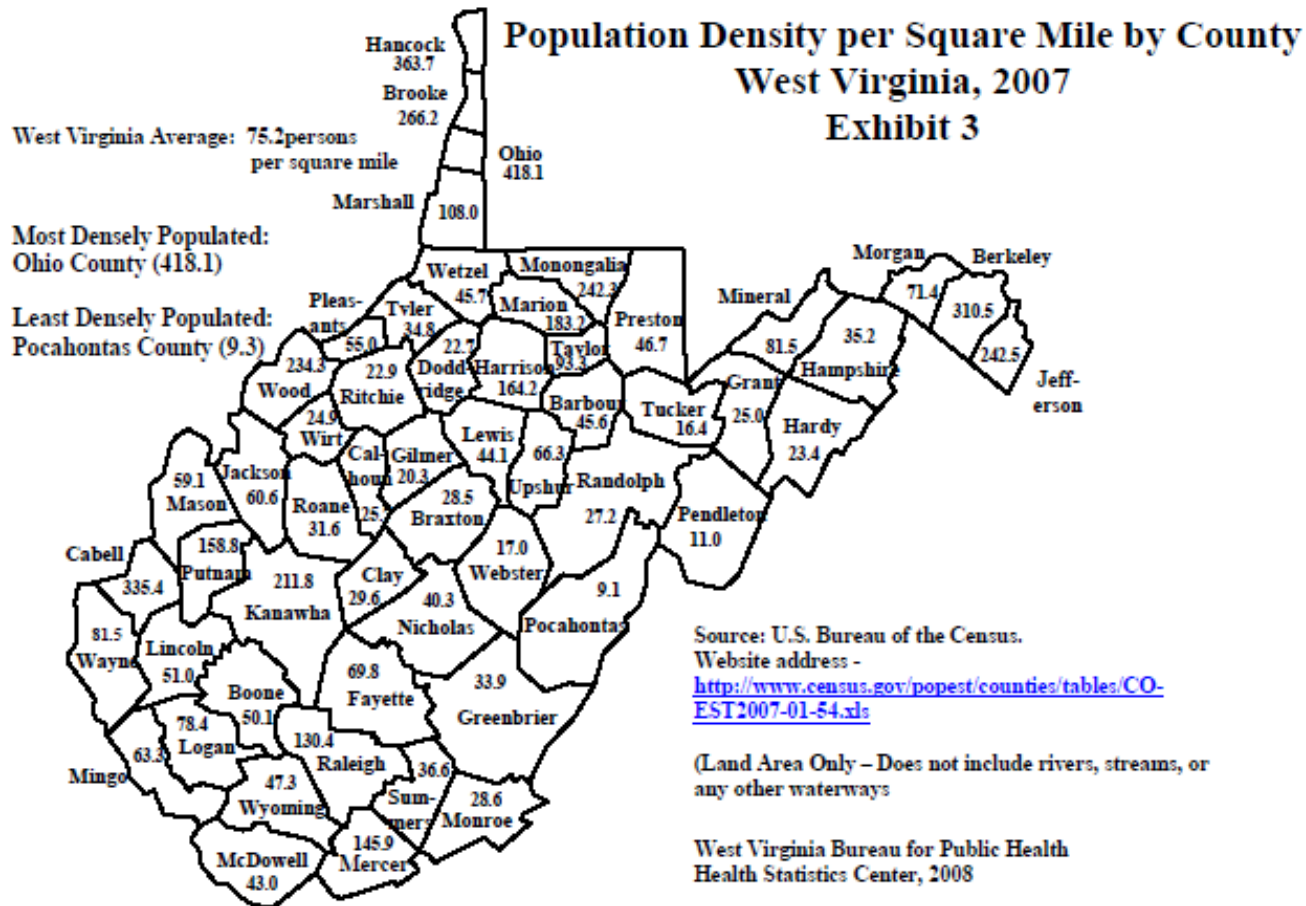 Population Density per Square Mile by County
West Virginia, 2007
Exhibit 3
West Virginia Average: 75.2persons
per square mile
Most Densely Populated:
Ohio County (418.1)
Least Densely Populated:
Pocahontas County (9.3)
Hancock
363.7
Brooke
266.2
Ohio
418.1
Marshall
108.0
Wetzel
45.7
Monongalia
242.3
Marion
183.2
Preston
46.7
Pleas-
ants
55.0
Tyler
34.8
Wood
234.3
Ritchie
22.9
Dodd
ridge
22.7
Harrison
164.2
Taylor
93.3
Barbour
45.6
Tucker
16.4
Mineral
81.5
Grant
25.0
Hampshire
35.2
Hardy
23.4
Morgan
71.4
Berkeley
310.5
Jeff-
erson
242.5
24.9
Wirt
Cal-
houn
25.
Gilmer
20.3
Lewis
44.1
66.3
Upshur
Randolph
27.2
Pendleton
11.0
59.1
Mason
Jackson
60.6
Roane
31.6
28.5
Braxton
17.0
Webster
9.1
Pocahontas
Cabell
335.4
158.8
Putnam
211.8
Kanawha
Clay
29.6
40.3
Nicholas
81.5
Wayne
Lincoln
51.0
Boone
50.1
69.8
Fayette
33.9
Greenbrier
78.4
Logan
63.3
Mingo
130.4
Raleigh
47.3
Wyoming
36.6
Sum-
mers
28.6
Monroe
145.9
Mercer
McDowell
43.0
Source: U.S. Bureau of the Census.
Website address -
http://www.census.gov/popest/counties/tables/CO-
EST2007-01-54.xls
(Land Area Only – Does not include rivers, streams, or
any other waterways
West Virginia Bureau for Public Health
Health Statistics Center, 2008